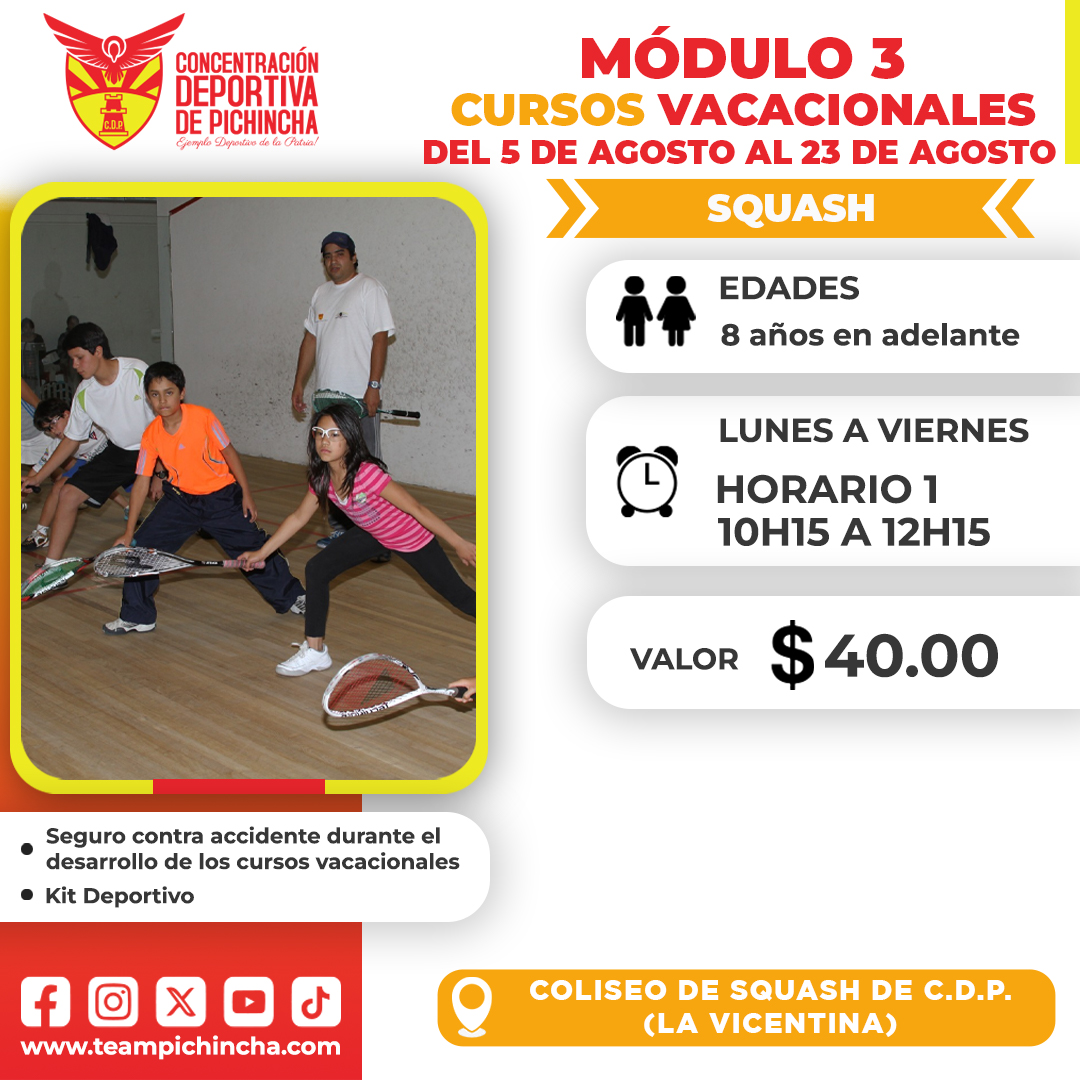 CONCENTRACIÓN
DEPORTIVA
DE PICHINCHA
Ejemplo Deportivo de la Patria!
C.D.P.
MÓDULO 3
CURSOS VACACIONALES
DEL 5 DE AGOSTO AL 23 DE AGOSTO
SQUASH
EDADES
8 años en adelante
LUNES A VIERNES
HORARIO 1
10H15 A 12H15
VALOR $40.00
Seguro contra accidente durante el
desarrollo de los cursos vacacionales
Kit Deportivo
www.teampichincha.com
COLISEO DE SQUASH DE C.D.P.
(LA VICENTINA)